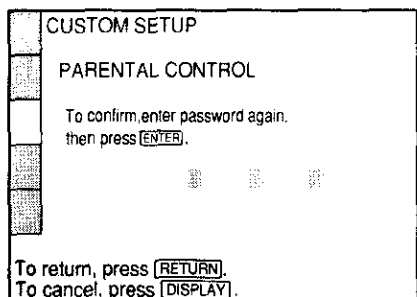 CUSTOM SETUP
PARENTAL CONTROL
To confirm,enter password again,
then press [ENTER].
To return, press [RETURN].
To cancel, press [DISPLAY].